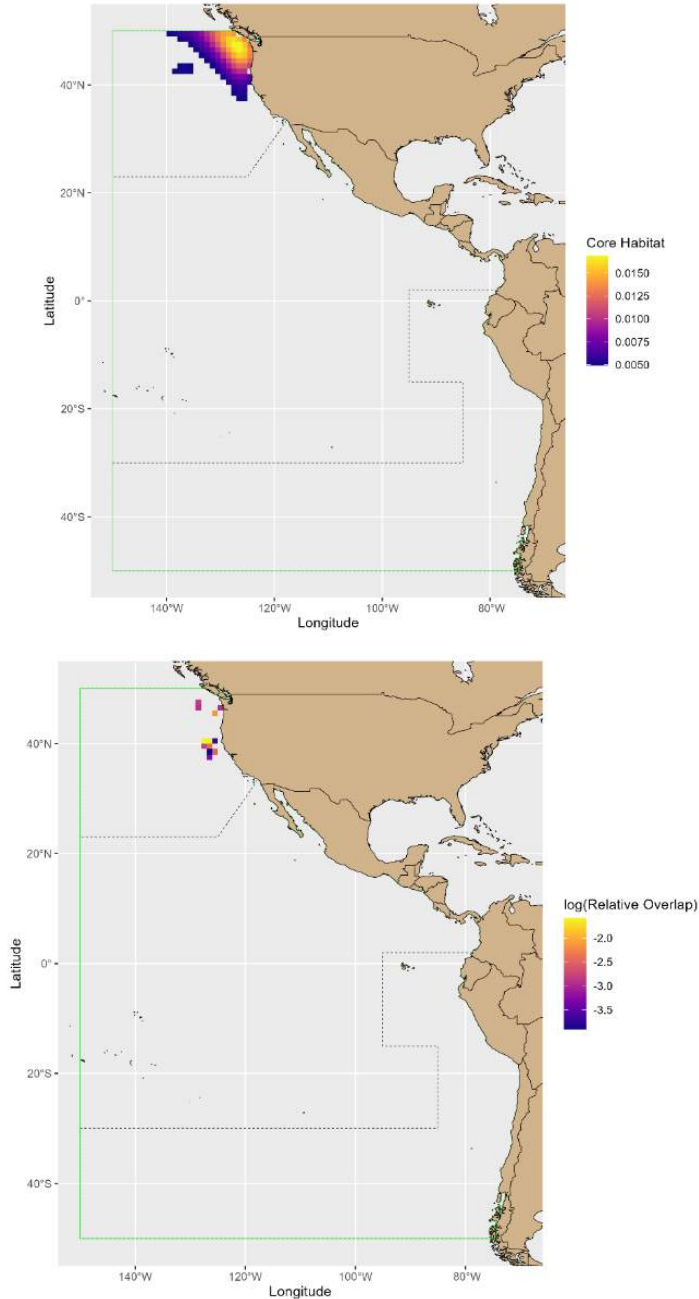 40°N
20°N
0°
20°S
40°S
Latitude
140°W
120°W
100°W
80°W
Longitude
Core Habitat
0.0150
0.0125
0.0100
0.0075
0.0050
40°N
20°N
0°
20°S
40°S
Latitude
140°W
120°W
100°W
80°W
Longitude
log(Relative Overlap)
-2.0
-2.5
-3.0
-3.5